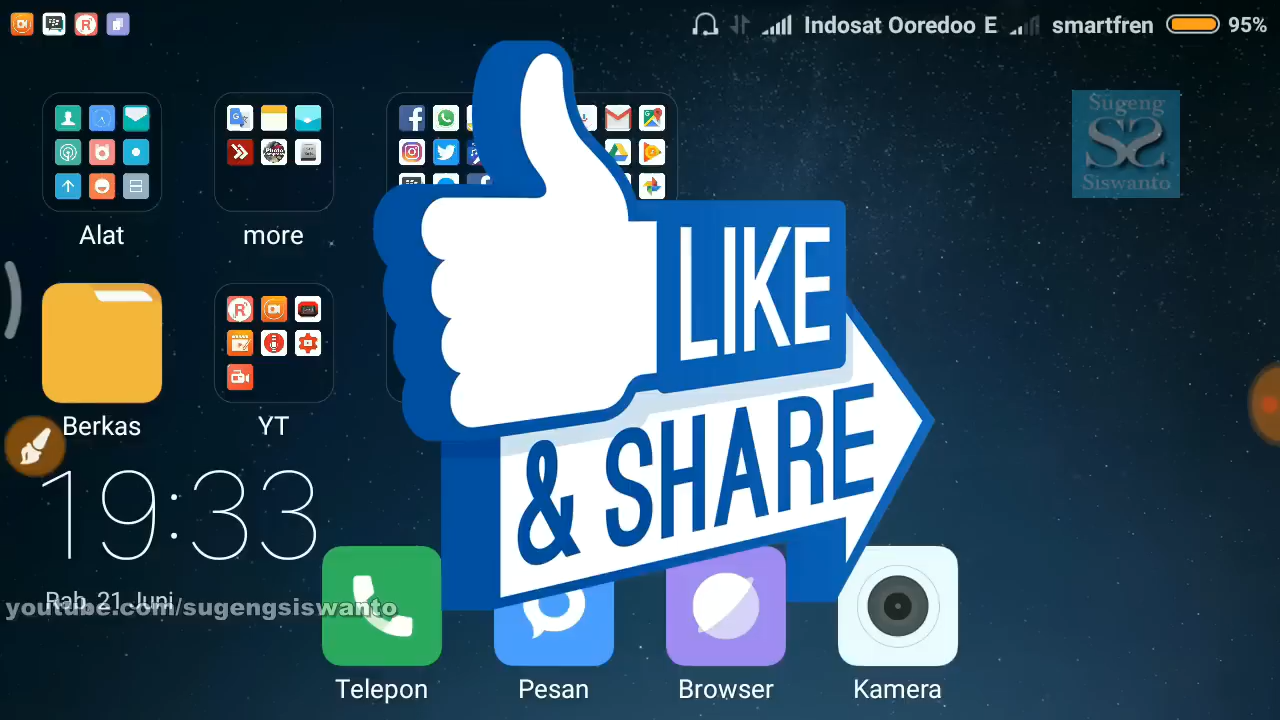 Indosat Ooredoo E smartfren 95%
Sugeng
SS
Siswanto
Alat
more
LIKE
& SHARE
Berkas
YT
19:33
Rab, 21 Juni
youtube.com/sugengsiswanto
Telepon
Pesan
Browser
Kamera